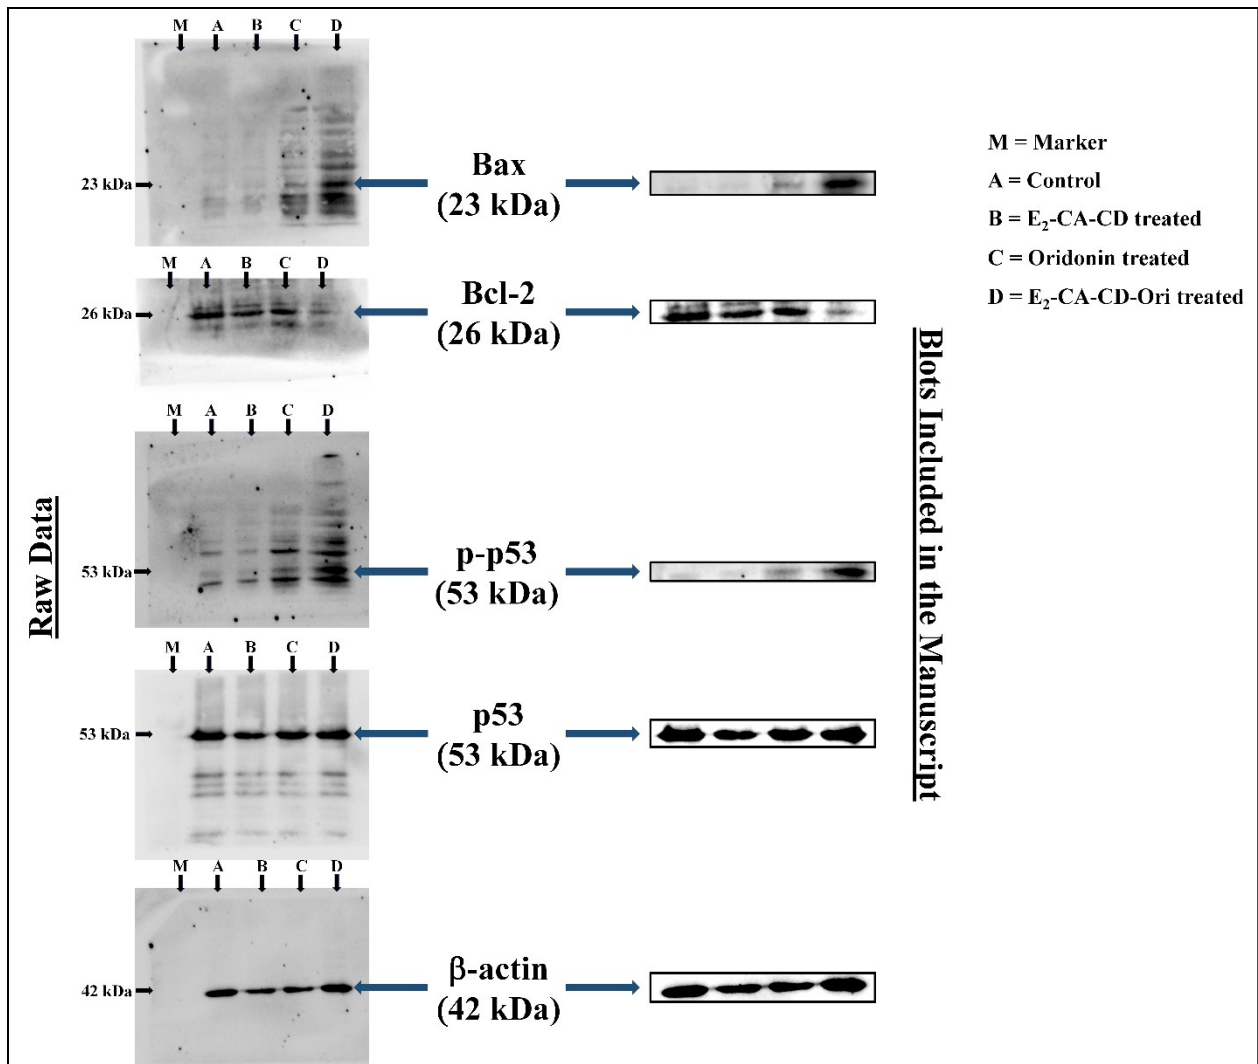 M A B C D
23 kDa
Bax
(23 kDa)
M A B C D
26 kDa
Bcl-2
(26 kDa)
M A B C D
53 kDa
p-p53
(53 kDa)
M A B C D
53 kDa
p53
(53 kDa)
M A B C D
42 kDa
β-actin
(42 kDa)
Raw Data
Blots Included in the Manuscript
M = Marker
A = Control
B = E₂-CA-CD treated
C = Oridonin treated
D = E₂-CA-CD-Ori treated